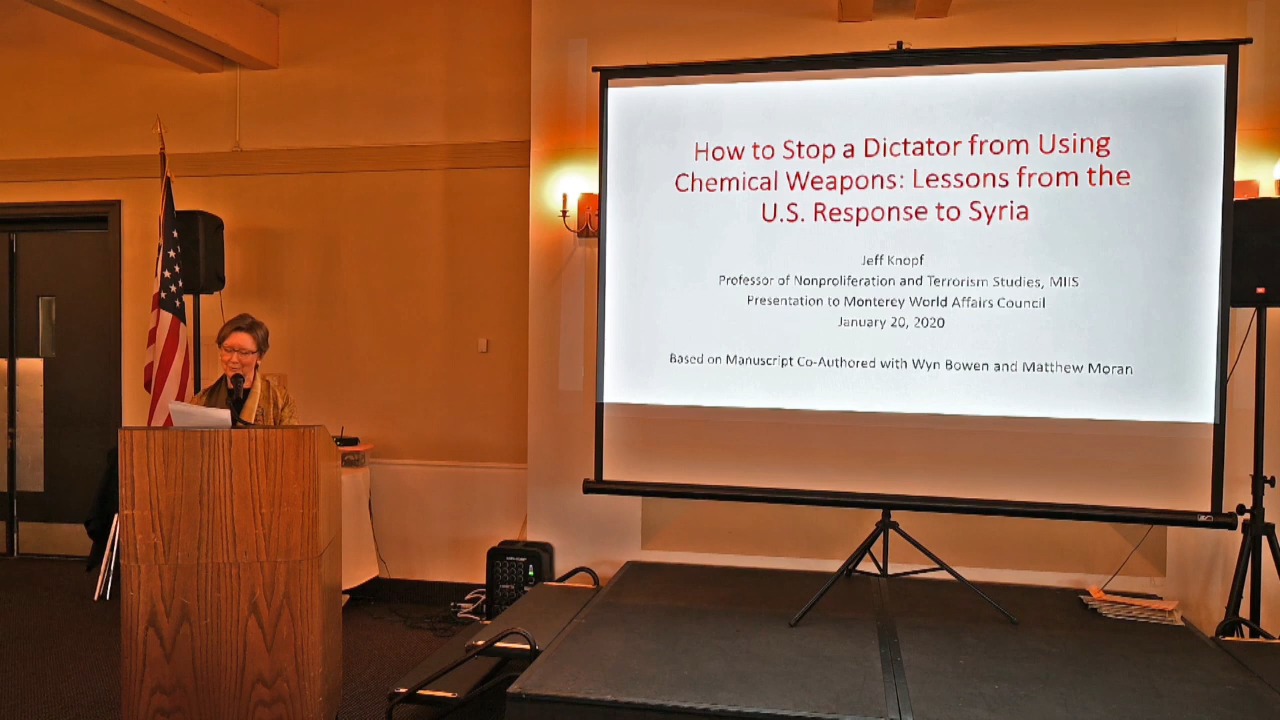 How to Stop a Dictator from Using
Chemical Weapons: Lessons from the
U.S. Response to Syria
Jeff Knopf
Professor of Nonproliferation and Terrorism Studies, MIIS
Presentation to Monterey World Affairs Council
January 20, 2020
Based on Manuscript Co-Authored with Wyn Bowen and Matthew Moran